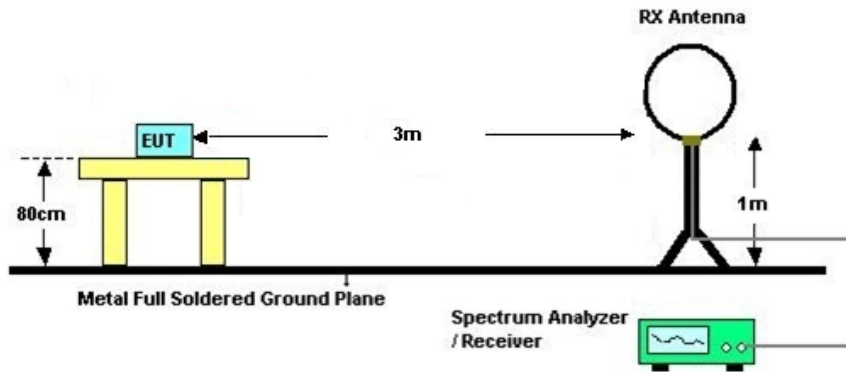 RX Antenna
EUT
3m
80cm
1m
Metal Full Soldered Ground Plane
Spectrum Analyzer
/ Receiver